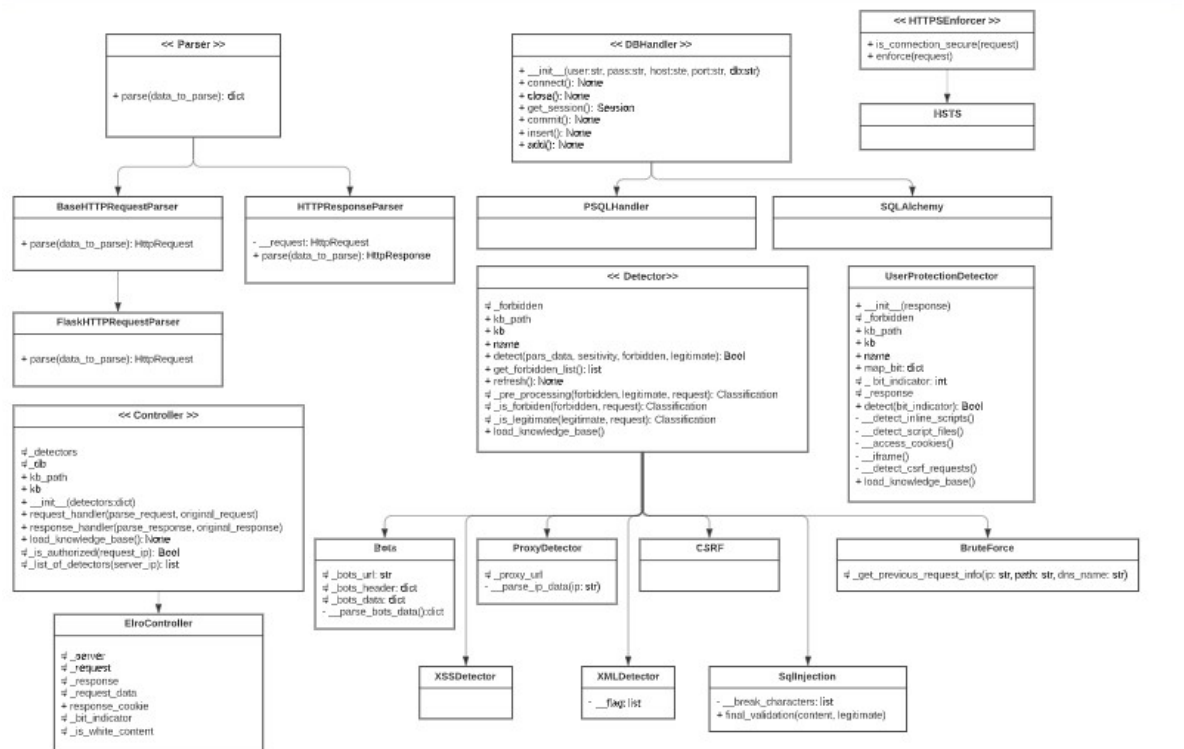 << Parser >>
+ parse(data_to_parse): dict
<< DBHandler >>
+ __init__(user:str, pass:str, host:ste, port:str, db:str)
+ connect(): None
+ close(): None
+ get_session(): Session
+ commit(): None
+ insert(): None
+ add(): None
<< HTTPSEnforcer >>
+ is_connection_secure(request)
+ enforce(request)
HSTS
BaseHTTPRequestParser
+ parse(data_to_parse): HttpRequest
HTTPResponseParser
- __request: HttpRequest
+ parse(data_to_parse): HttpResponse
PSQLHandler
SQLAlchemy
FlaskHTTPRequestParser
+ parse(data_to_parse): HttpRequest
<< Detector>>
# _forbidden
+ kb_path
+ kb
+ name
+ detect(pars_data, sesitivity, forbidden, legitimate): Bool
+ get_forbidden_list(): list
+ refresh(): None
# _pre_processing(forbidden, legitimate, request): Classification
# _is_forbiden(forbidden, request): Classification
# _is_legitimate(legitimate, request): Classification
+ load_knowledge_base()
UserProtectionDetector
+ __init__(response)
# _forbidden
+ kb_path
+ kb
+ name
+ map_bit: dict
# _ bit_indicator: int
# _response
+ detect(bit_indicator): Bool
- __detect_inline_scripts()
- __detect_script_files()
- __access_cookies()
- __iframe()
- __detect_csrf_requests()
+ load_knowledge_base()
<< Controller >>
# _detectors
# _db
+ kb_path
+ kb
+ __init__(detectors:dict)
+ request_handler(parse_request, original_request)
+ response_handler(parse_response, original_response)
+ load_knowledge_base(): None
# _is_authorized(request_ip): Bool
# _list_of_detectors(server_ip): list
Bots
# _bots_url: str
# _bots_header: dict
# _bots_data: dict
- __parse_bots_data():dict
ProxyDetector
# _proxy_url
- __parse_ip_data(ip: str)
CSRF
BruteForce
# _get_previous_request_info(ip: str, path: str, dns_name: str)
ElroController
# _server
# _request
# _response
# _request_data
+ response_cookie
# _bit_indicator
# _is_white_content
XSSDetector
XMLDetector
- __flag: list
SqlInjection
- __break_characters: list
+ final_validation(content, legitimate)